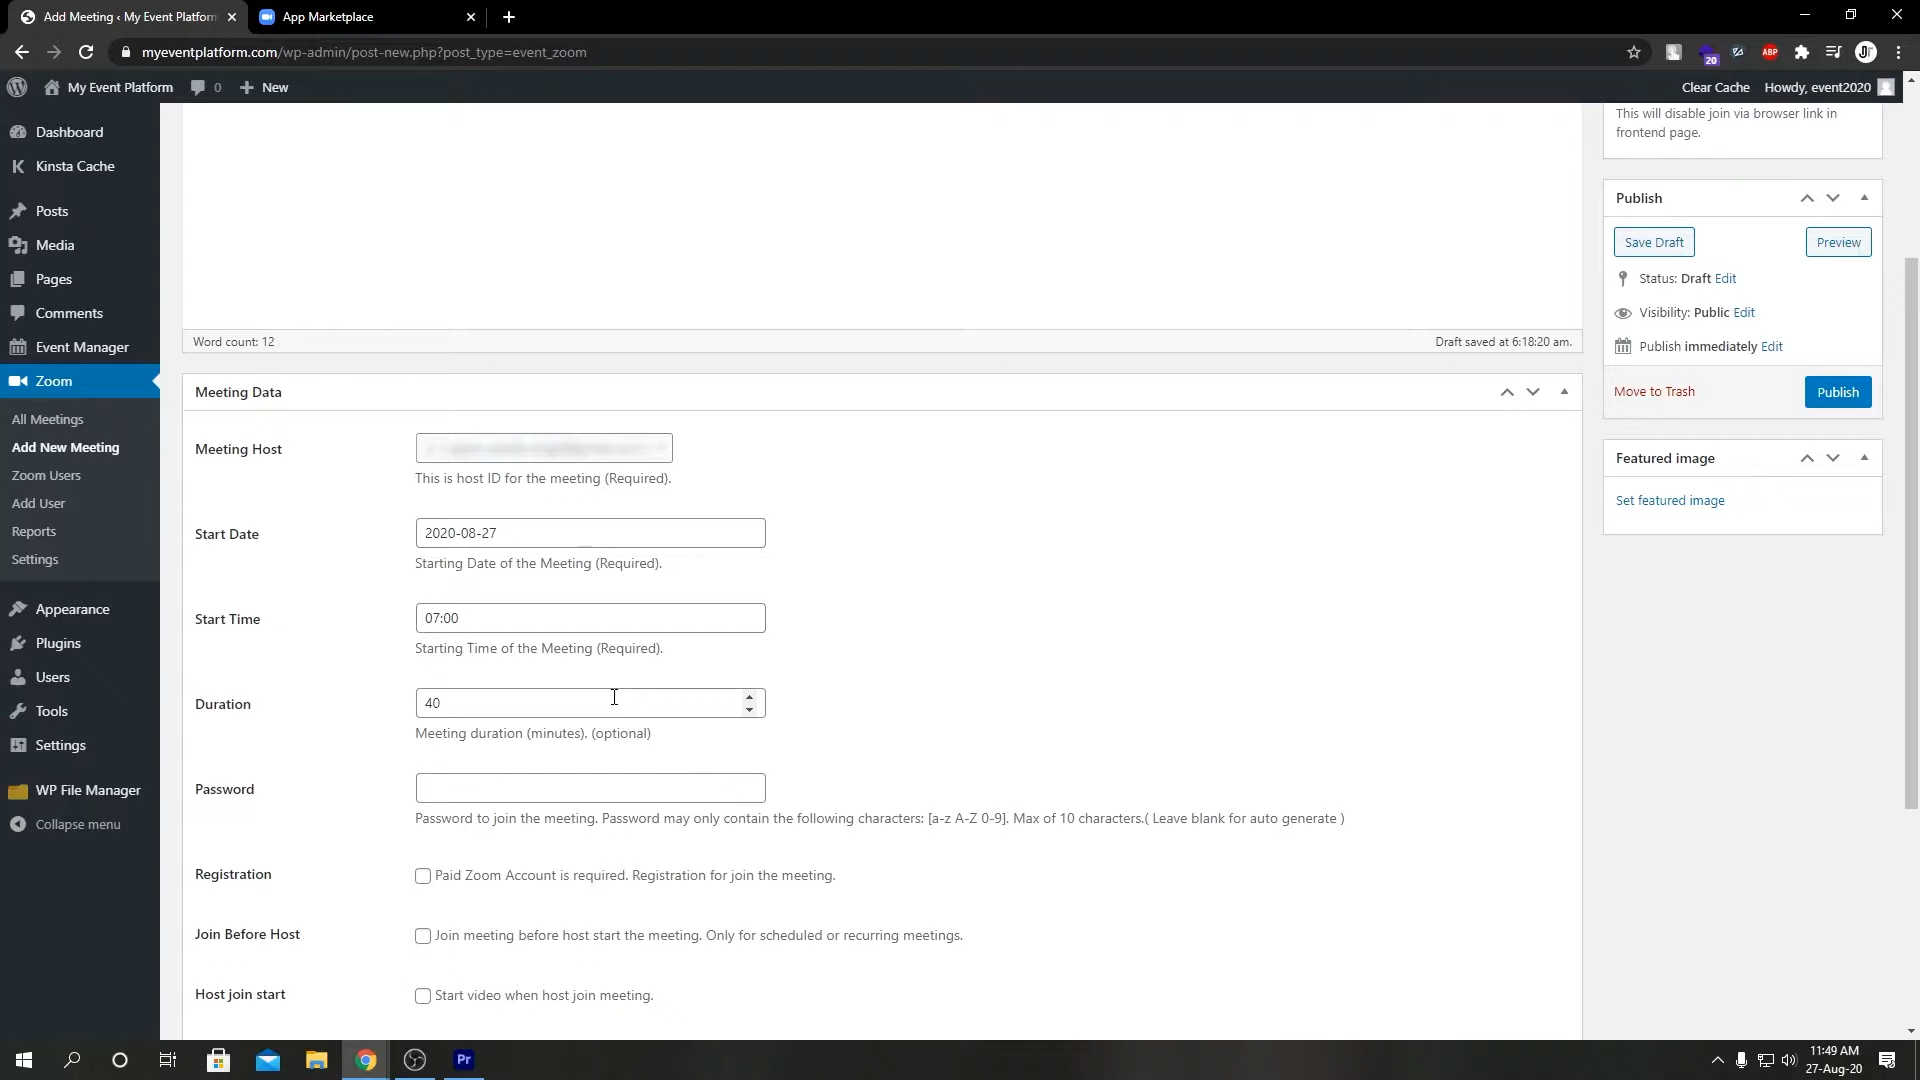 Add Meeting ‹ My Event Platform
App Marketplace
myeventplatform.com/wp-admin/post-new.php?post_type=event_zoom
20
ABP
My Event Platform
0
New
Clear Cache
Howdy, event2020
Dashboard
Kinsta Cache
Posts
Media
Pages
Comments
Event Manager
Zoom
All Meetings
Add New Meeting
Zoom Users
Add User
Reports
Settings
Appearance
Plugins
Users
Tools
Settings
WP File Manager
Collapse menu
Word count: 12
Draft saved at 6:18:20 am.
Meeting Data
Meeting Host
This is host ID for the meeting (Required).
Start Date
2020-08-27
Starting Date of the Meeting (Required).
Start Time
07:00
Starting Time of the Meeting (Required).
Duration
40
Meeting duration (minutes). (optional)
Password
Password to join the meeting. Password may only contain the following characters: [a-z A-Z 0-9]. Max of 10 characters.( Leave blank for auto generate )
Registration
Paid Zoom Account is required. Registration for join the meeting.
Join Before Host
Join meeting before host start the meeting. Only for scheduled or recurring meetings.
Host join start
Start video when host join meeting.
This will disable join via browser link in
frontend page.
Publish
Save Draft
Preview
Status: Draft Edit
Visibility: Public Edit
Publish immediately Edit
Move to Trash
Publish
Featured image
Set featured image
Pr
11:49 AM
27-Aug-20